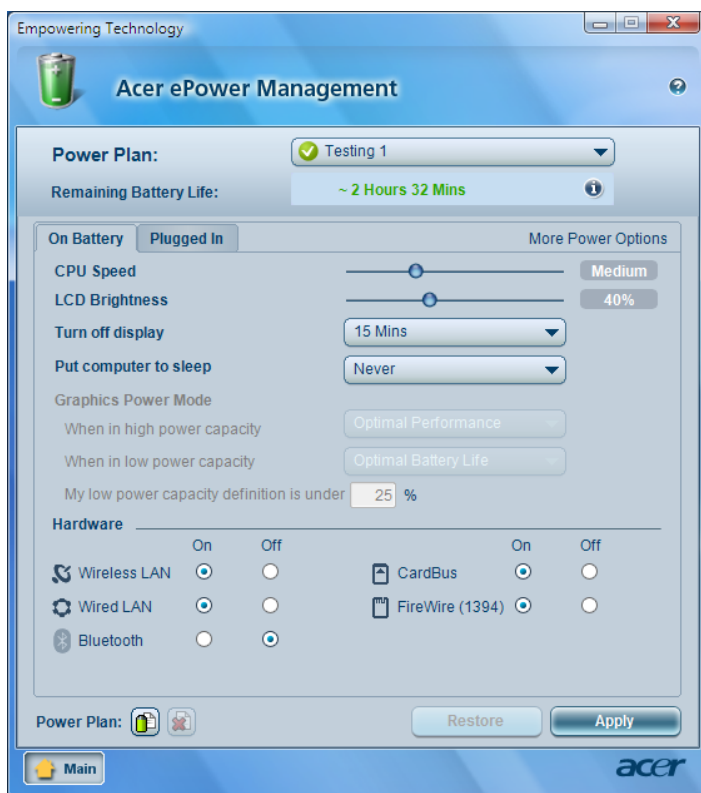 Empowering Technology
Acer ePower Management
Power Plan: Testing 1
Remaining Battery Life: ~ 2 Hours 32 Mins
On Battery Plugged In More Power Options
CPU Speed Medium
LCD Brightness 40%
Turn off display 15 Mins
Put computer to sleep Never
Graphics Power Mode
When in high power capacity Optimal Performance
When in low power capacity Optimal Battery Life
My low power capacity definition is under 25 %
Hardware
On Off On Off
Wireless LAN CardBus
Wired LAN FireWire (1394)
Bluetooth
Power Plan: Restore Apply
Main acer